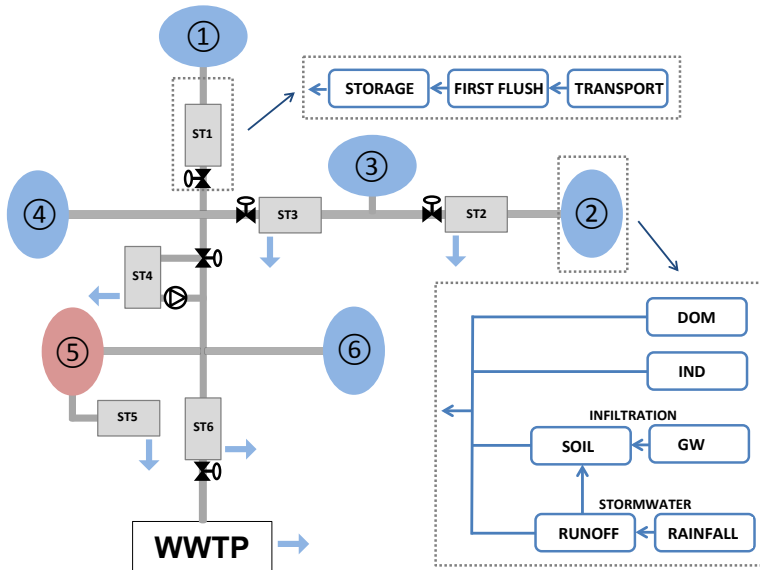 ①
STORAGE
FIRST FLUSH
TRANSPORT
ST1
③
④
ST3
ST2
②
ST4
DOM
⑤
⑥
IND
INFILTRATION
ST5
ST6
SOIL
GW
STORMWATER
WWTP
RUNOFF
RAINFALL